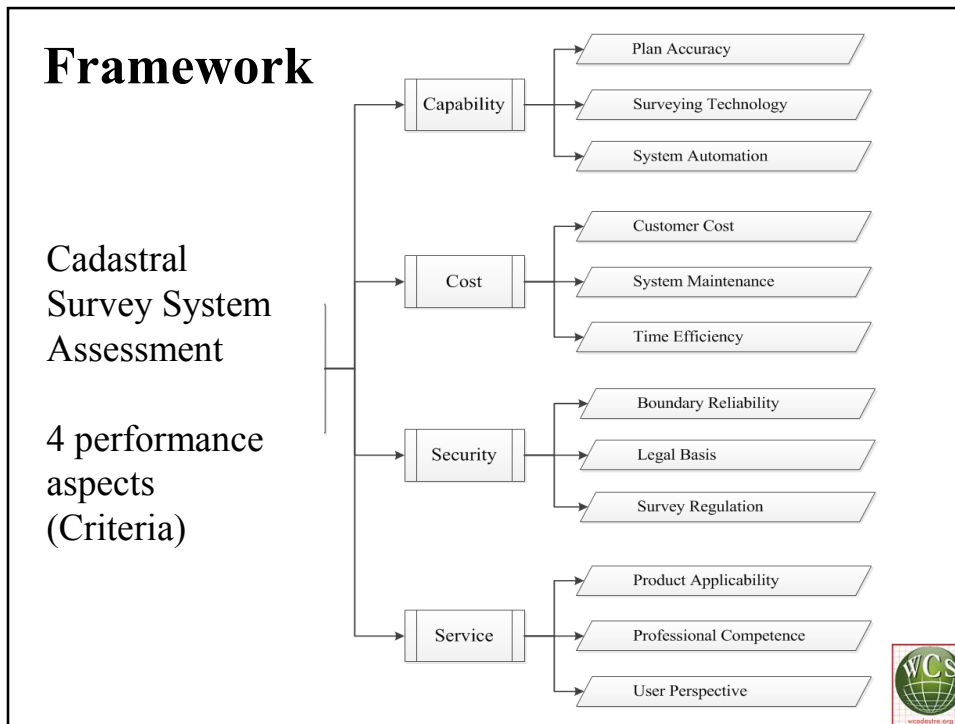 Framework
Cadastral
Survey System
Assessment
4 performance
aspects
(Criteria)
Capability
Plan Accuracy
Surveying Technology
System Automation
Cost
Customer Cost
System Maintenance
Time Efficiency
Security
Boundary Reliability
Legal Basis
Survey Regulation
Service
Product Applicability
Professional Competence
User Perspective
WCS
wcadastre.org